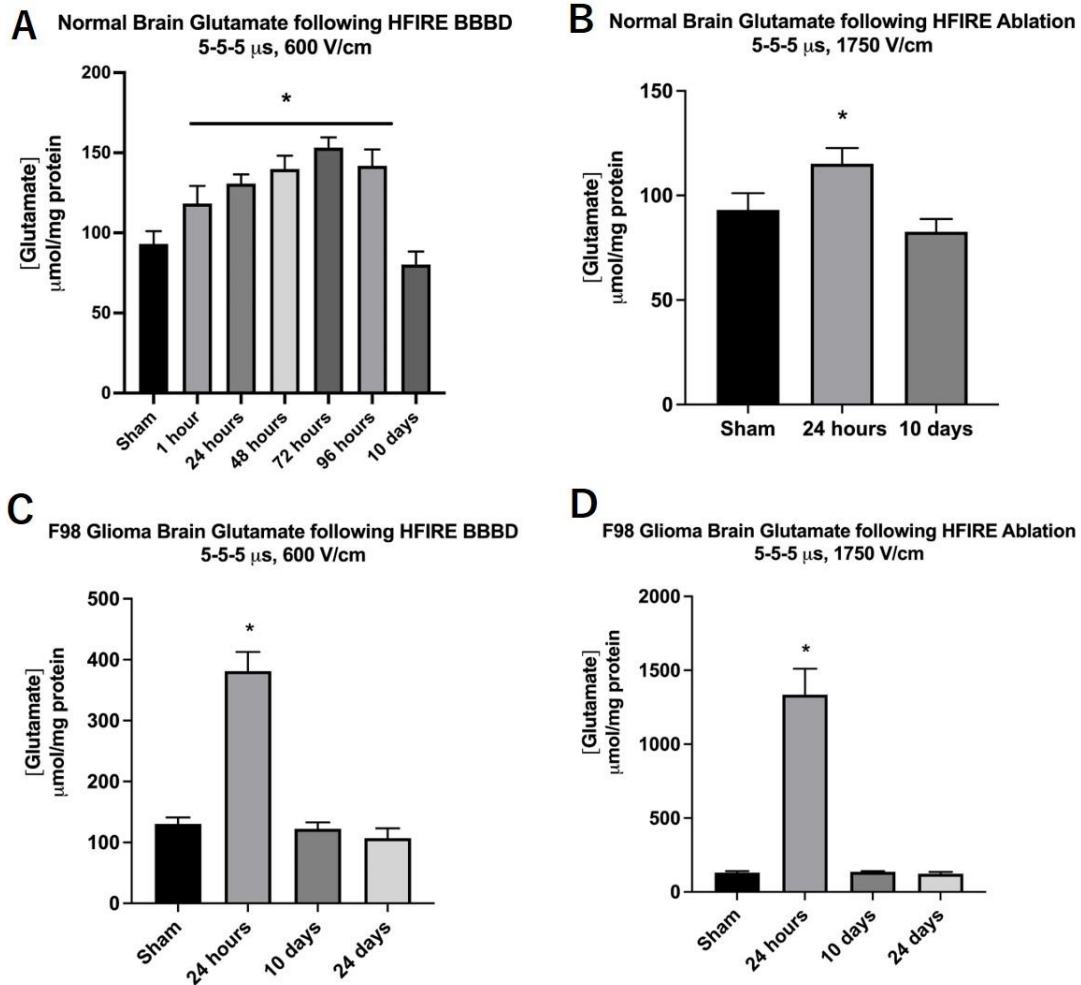 A
Normal Brain Glutamate following HFIRE BBBD
5-5-5 μs, 600 V/cm
[Glutamate]
μmol/mg protein
200
150
100
50
0
*
Sham
1 hour
24 hours
48 hours
72 hours
96 hours
10 days
B
Normal Brain Glutamate following HFIRE Ablation
5-5-5 μs, 1750 V/cm
[Glutamate]
μmol/mg protein
150
100
50
0
*
Sham
24 hours
10 days
C
F98 Glioma Brain Glutamate following HFIRE BBBD
5-5-5 μs, 600 V/cm
[Glutamate]
μmol/mg protein
500
400
300
200
100
0
*
Sham
24 hours
10 days
24 days
D
F98 Glioma Brain Glutamate following HFIRE Ablation
5-5-5 μs, 1750 V/cm
[Glutamate]
μmol/mg protein
2000
1500
1000
500
0
*
Sham
24 hours
10 days
24 days